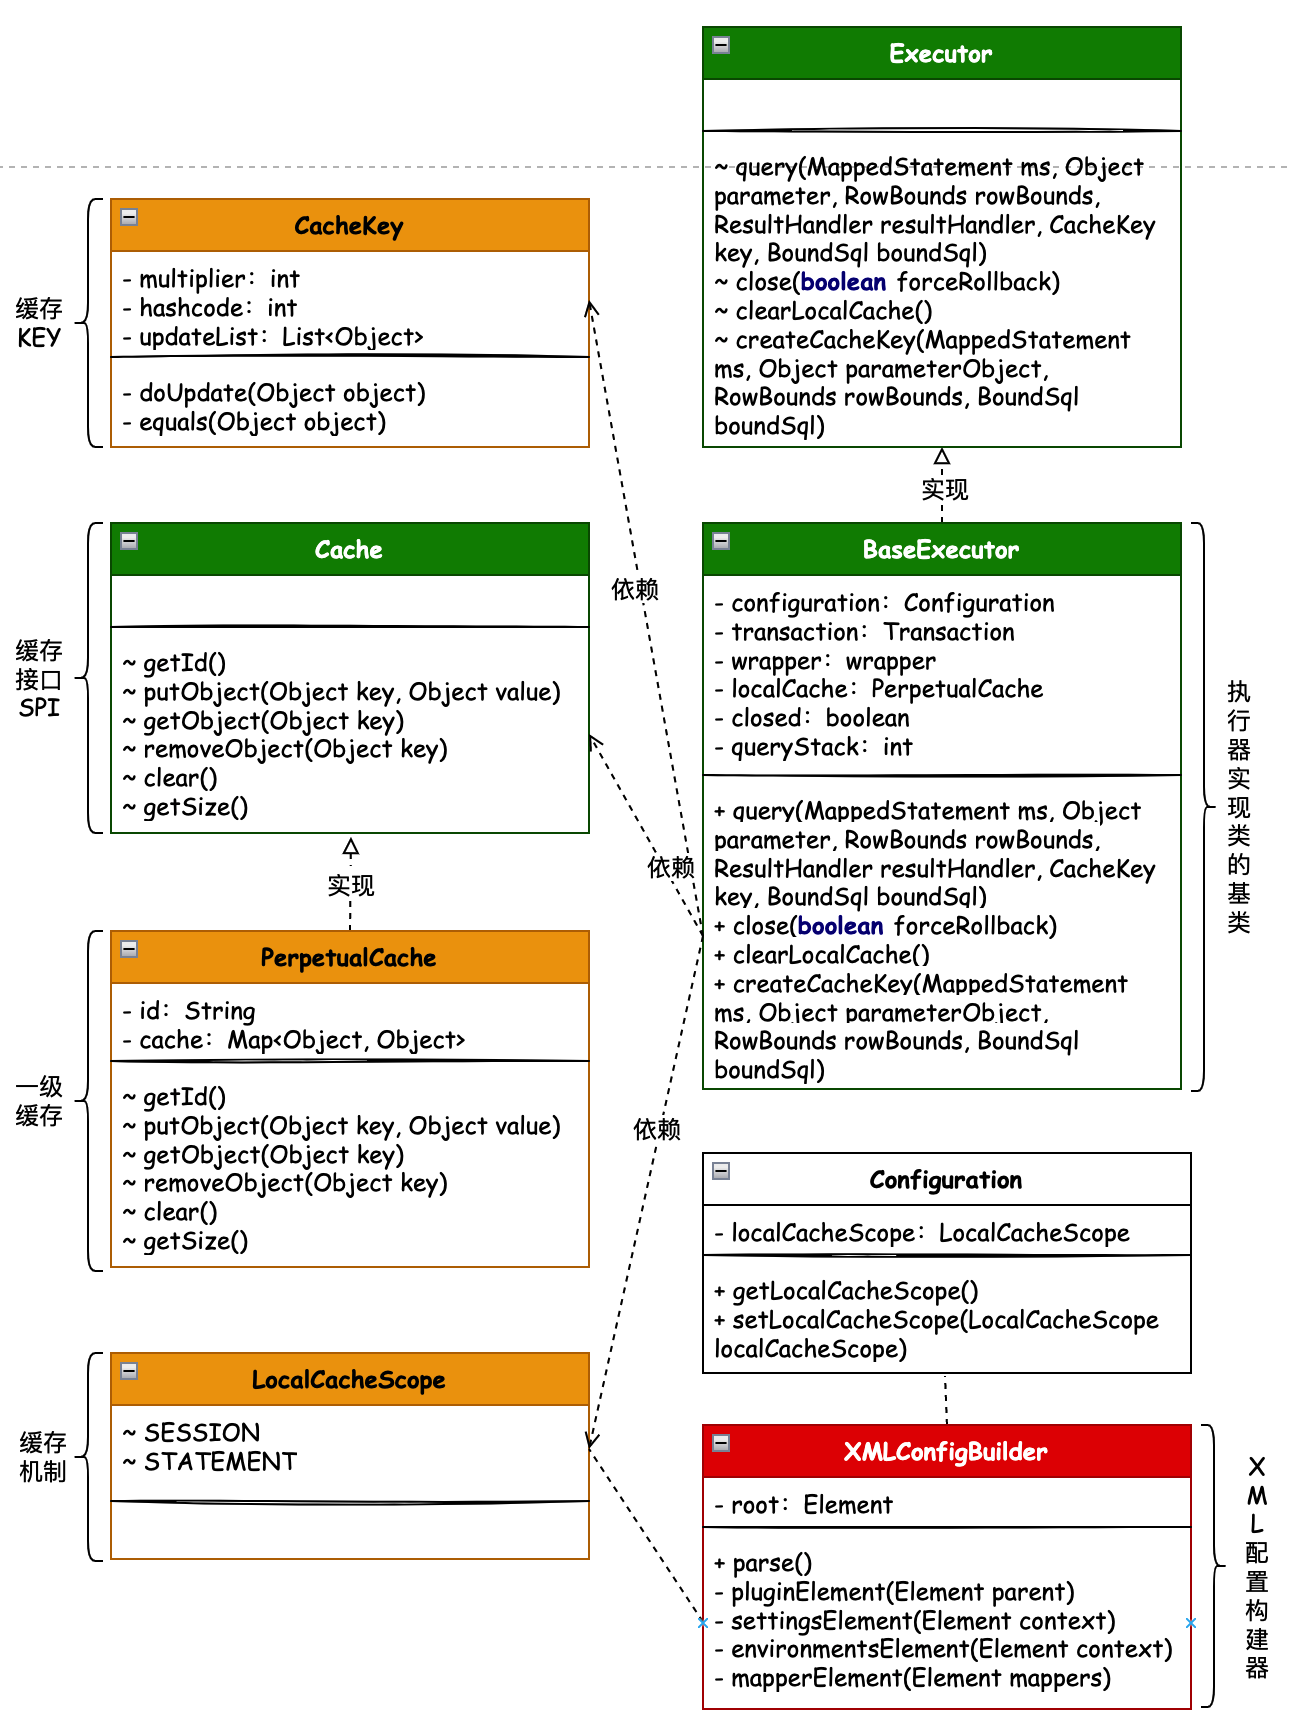 Executor
~ query(MappedStatement ms, Object
parameter, RowBounds rowBounds,
ResultHandler resultHandler, CacheKey
key, BoundSql boundSql)
~ close(boolean forceRollback)
~ clearLocalCache()
~ createCacheKey(MappedStatement
ms, Object parameterObject,
RowBounds rowBounds, BoundSql
boundSql)
缓存
KEY
CacheKey
- multiplier： int
- hashcode： int
- updateList： List<Object>
- doUpdate(Object object)
- equals(Object object)
实现
缓存
接口
SPI
Cache
~ getId()
~ putObject(Object key, Object value)
~ getObject(Object key)
~ removeObject(Object key)
~ clear()
~ getSize()
依赖
依赖
依赖
BaseExecutor
- configuration： Configuration
- transaction： Transaction
- wrapper： wrapper
- localCache： PerpetualCache
- closed： boolean
- queryStack： int
+ query(MappedStatement ms, Object
parameter, RowBounds rowBounds,
ResultHandler resultHandler, CacheKey
key, BoundSql boundSql)
+ close(boolean forceRollback)
+ clearLocalCache()
+ createCacheKey(MappedStatement
ms, Object parameterObject,
RowBounds rowBounds, BoundSql
boundSql)
执
行
器
实
现
类
的
基
类
实现
一级
缓存
PerpetualCache
- id： String
- cache： Map<Object, Object>
~ getId()
~ putObject(Object key, Object value)
~ getObject(Object key)
~ removeObject(Object key)
~ clear()
~ getSize()
Configuration
- localCacheScope： LocalCacheScope
+ getLocalCacheScope()
+ setLocalCacheScope(LocalCacheScope
localCacheScope)
缓存
机制
LocalCacheScope
~ SESSION
~ STATEMENT
XMLConfigBuilder
- root： Element
+ parse()
- pluginElement(Element parent)
- settingsElement(Element context)
- environmentsElement(Element context)
- mapperElement(Element mappers)
X
M
L
配
置
构
建
器